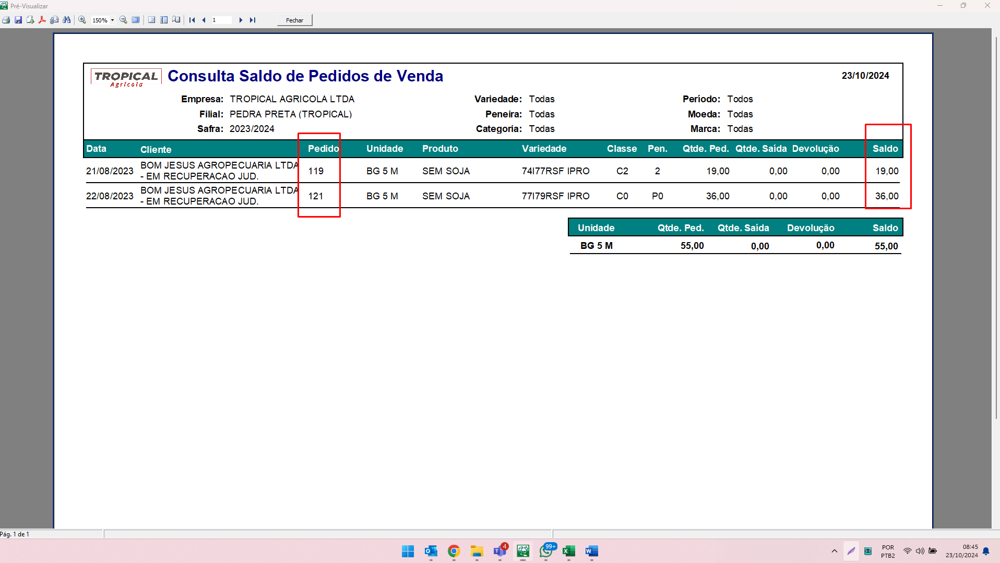 Pré-Visualizar
150%
1
Fechar
TROPICAL
Agrícola
Consulta Saldo de Pedidos de Venda
23/10/2024
Empresa: TROPICAL AGRICOLA LTDA Variedade: Todas Período: Todos
Filial: PEDRA PRETA (TROPICAL) Peneira: Todas Moeda: Todas
Safra: 2023/2024 Categoria: Todas Marca: Todas
Data Cliente Pedido Unidade Produto Variedade Classe Pen. Qtde. Ped. Qtde. Saída Devolução Saldo
21/08/2023 BOM JESUS AGROPECUARIA LTDA - EM RECUPERACAO JUD. 119 BG 5 M SEM SOJA 74I77RSF IPRO C2 2 19,00 0,00 0,00 19,00
22/08/2023 BOM JESUS AGROPECUARIA LTDA - EM RECUPERACAO JUD. 121 BG 5 M SEM SOJA 77I79RSF IPRO C0 P0 36,00 0,00 0,00 36,00
Unidade Qtde. Ped. Qtde. Saída Devolução Saldo
BG 5 M 55,00 0,00 0,00 55,00
Pág. 1 de 1
4
99+
POR
PTB2
08:45
23/10/2024